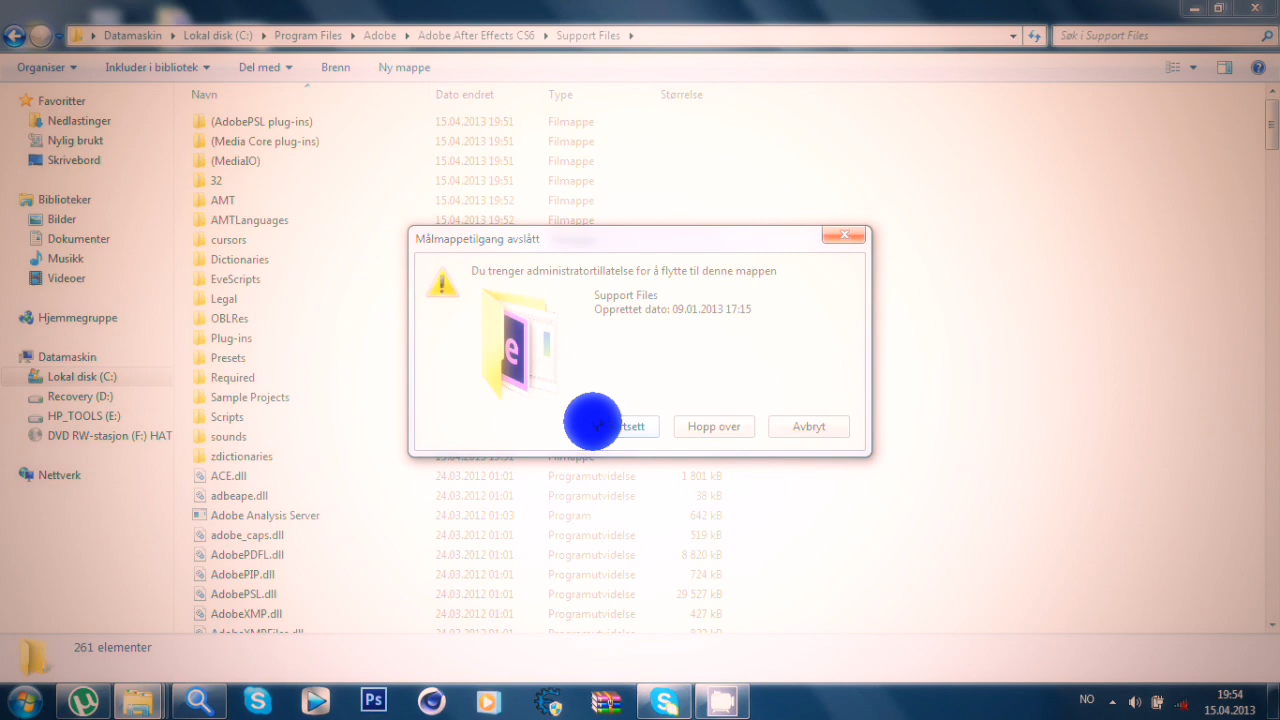 Datamaskin Lokal disk (C:) Program Files Adobe Adobe After Effects CS6 Support Files
Søk i Support Files
Organiser Inkluder i bibliotek Del med Brenn Ny mappe
Navn Dato endret Type Størrelse
Favoritter
Nedlastinger
Nylig brukt
Skrivebord
Biblioteker
Bilder
Dokumenter
Musikk
Videoer
Hjemmegruppe
Datamaskin
Lokal disk (C:)
Recovery (D:)
HP_TOOLS (E:)
DVD RW-stasjon (F:) HAT
Nettverk
(AdobePSL plug-ins) 15.04.2013 19:51 Filmappe
(Media Core plug-ins) 15.04.2013 19:51 Filmappe
(MediaIO) 15.04.2013 19:51 Filmappe
32 15.04.2013 19:51 Filmappe
AMT 15.04.2013 19:52 Filmappe
AMTLanguages 15.04.2013 19:52 Filmappe
cursors
Dictionaries
EveScripts
Legal
OBLRes
Plug-ins
Presets
Required
Sample Projects
Scripts
sounds
zdictionaries
ACE.dll 24.03.2012 01:01 Programutvidelse 1 801 kB
adbeape.dll 24.03.2012 01:01 Programutvidelse 38 kB
Adobe Analysis Server 24.03.2012 01:03 Program 642 kB
adobe_caps.dll 24.03.2012 01:01 Programutvidelse 519 kB
AdobePDFL.dll 24.03.2012 01:01 Programutvidelse 8 820 kB
AdobePIP.dll 24.03.2012 01:01 Programutvidelse 724 kB
AdobePSL.dll 24.03.2012 01:01 Programutvidelse 29 527 kB
AdobeXMP.dll 24.03.2012 01:01 Programutvidelse 427 kB
Målmappetilgang avslått
Du trenger administratortillatelse for å flytte til denne mappen
Support Files
Opprettet dato: 09.01.2013 17:15
Hopp over Avbryt
261 elementer
Ps
NO
19:54
15.04.2013